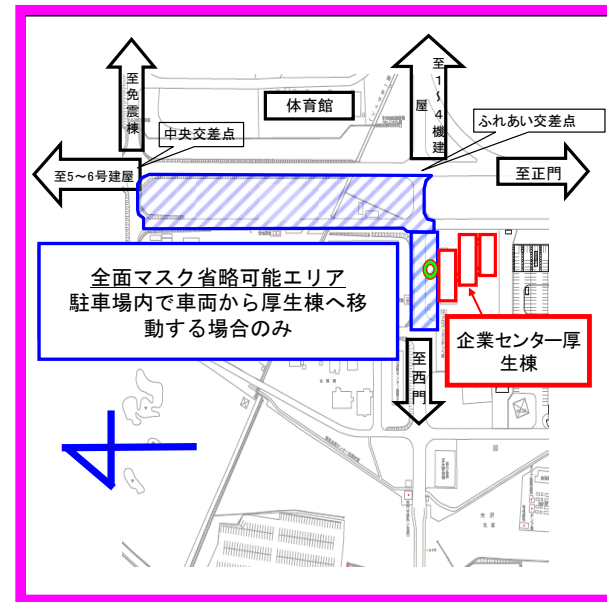 至免震棟
至1～4機建屋
体育館
ふれあい交差点
中央交差点
至5～6号建屋
至正門
全面マスク省略可能エリア
駐車場内で車両から厚生棟へ移
動する場合のみ
企業センター厚
生棟
至西門